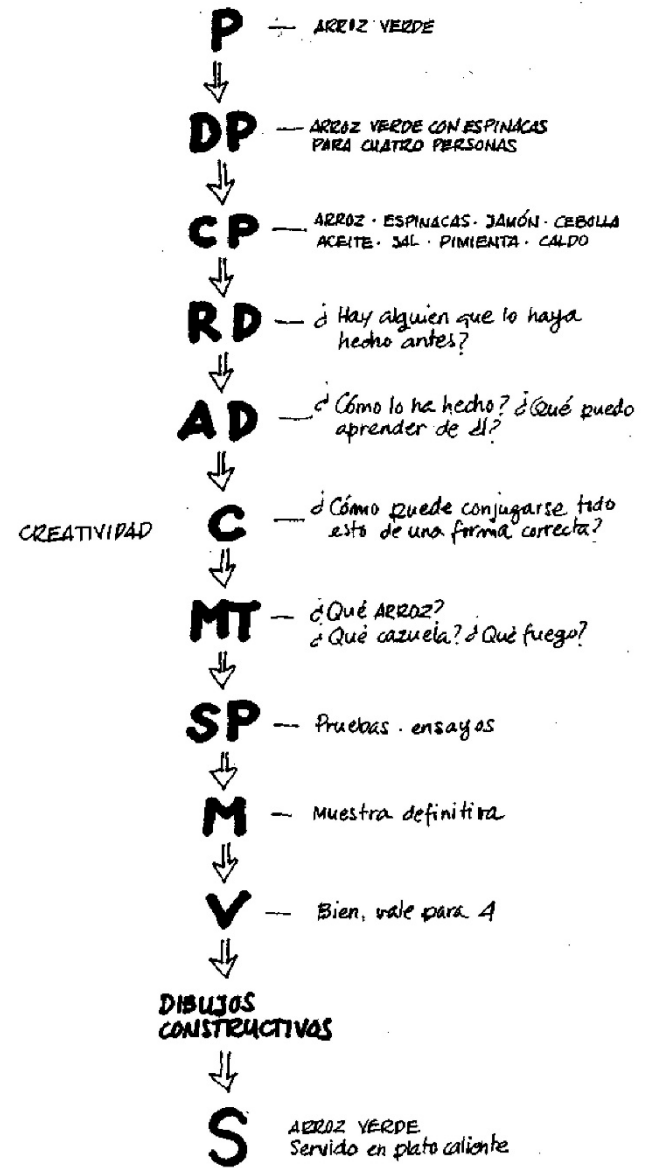 P — ARROZ VERDE
DP — ARROZ VERDE CON ESPINACAS
PARA CUATRO PERSONAS
CP — ARROZ · ESPINACAS · JAMÓN · CEBOLLA
ACEITE · SAL · PIMIENTA · CALDO
RD — ¿Hay alguien que lo haya
hecho antes?
AD — ¿Cómo lo ha hecho? ¿Qué puedo
aprender de él?
CREATIVIDAD C — ¿Cómo puede conjugarse todo
esto de una forma correcta?
MT — ¿Qué ARROZ?
¿Qué cazuela? ¿Qué fuego?
SP — Pruebas · ensayos
M — Muestra definitiva
V — Bien, vale para 4
DIBUJOS
CONSTRUCTIVOS
S ARROZ VERDE
Servido en plato caliente